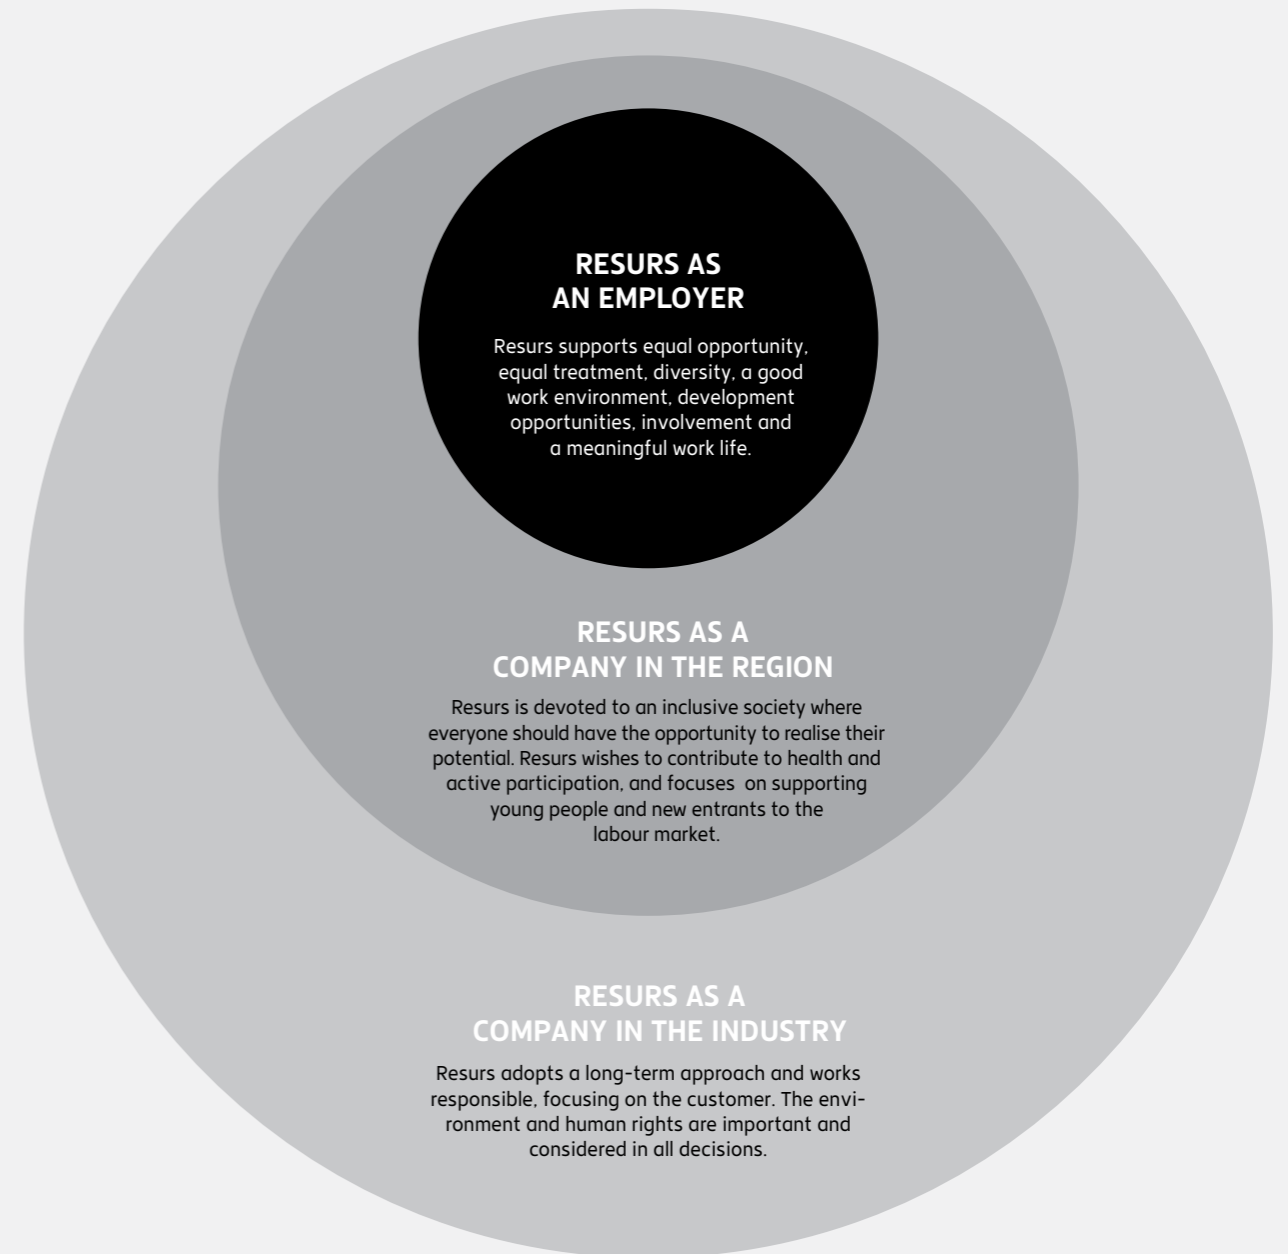 RESURS AS
AN EMPLOYER
Resurs supports equal opportunity,
equal treatment, diversity, a good
work environment, development
opportunities, involvement and
a meaningful work life.
RESURS AS A
COMPANY IN THE REGION
Resurs is devoted to an inclusive society where
everyone should have the opportunity to realise their
potential. Resurs wishes to contribute to health and
active participation, and focuses  on supporting
young people and new entrants to the
labour market.
RESURS AS A
COMPANY IN THE INDUSTRY
Resurs adopts a long-term approach and works
responsible, focusing on the customer. The envi-
ronment and human rights are important and
considered in all decisions.